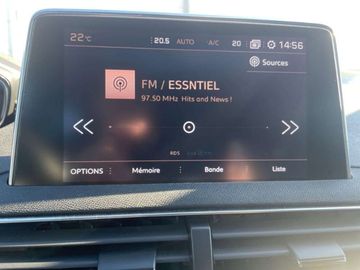 22°C 20.5 AUTO A/C 20 14:56
Sources
FM / ESSNTIEL
97.50 MHz Hits and News !
RDS
OPTIONS Mémoire Bande Liste